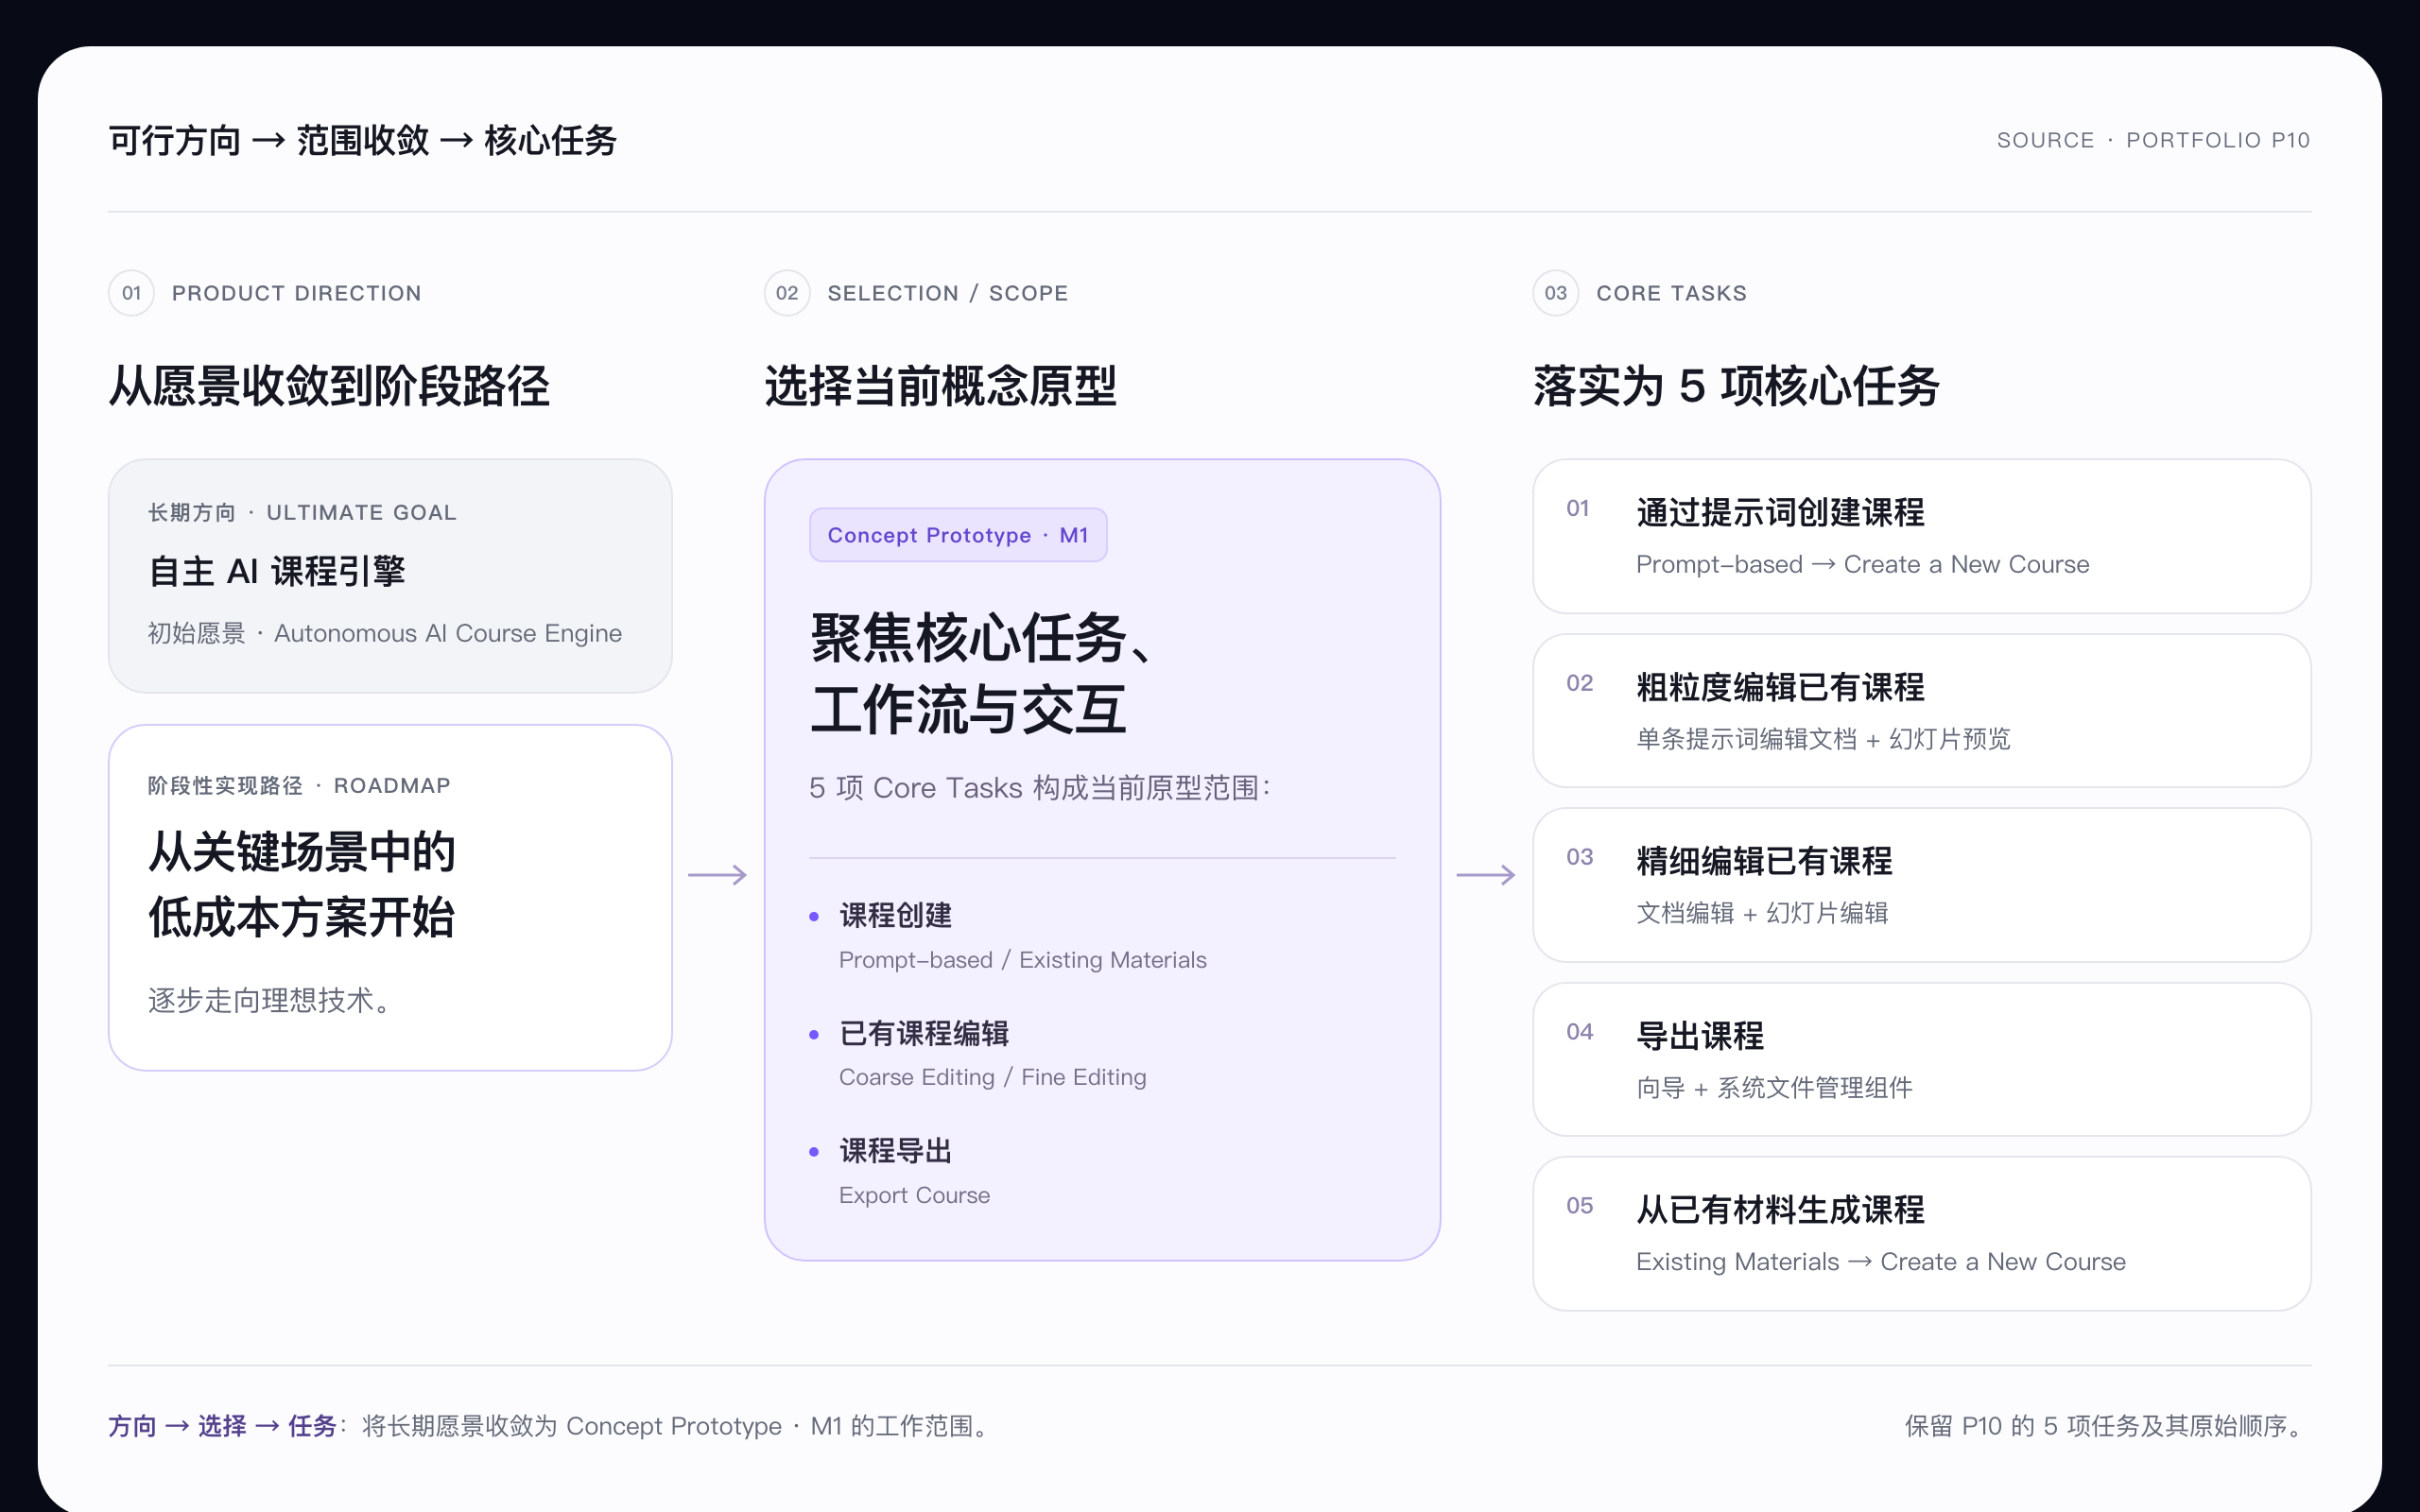 可行方向 → 范围收敛 → 核心任务
SOURCE · PORTFOLIO P10
01 PRODUCT DIRECTION
从愿景收敛到阶段路径
长期方向 · ULTIMATE GOAL
自主 AI 课程引擎
初始愿景 · Autonomous AI Course Engine
阶段性实现路径 · ROADMAP
从关键场景中的
低成本方案开始
逐步走向理想技术。
02 SELECTION / SCOPE
选择当前概念原型
Concept Prototype · M1
聚焦核心任务、
工作流与交互
5 项 Core Tasks 构成当前原型范围：
课程创建
Prompt-based / Existing Materials
已有课程编辑
Coarse Editing / Fine Editing
课程导出
Export Course
03 CORE TASKS
落实为 5 项核心任务
01 通过提示词创建课程
Prompt-based → Create a New Course
02 粗粒度编辑已有课程
单条提示词编辑文档 + 幻灯片预览
03 精细编辑已有课程
文档编辑 + 幻灯片编辑
04 导出课程
向导 + 系统文件管理组件
05 从已有材料生成课程
Existing Materials → Create a New Course
方向 → 选择 → 任务：将长期愿景收敛为 Concept Prototype · M1 的工作范围。
保留 P10 的 5 项任务及其原始顺序。